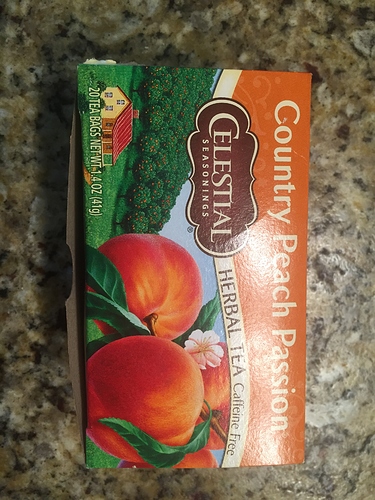 Country Peach Passion
CELESTIAL
SEASONINGS®
HERBAL TEA Caffeine Free
20 TEA BAGS NET WT 1.4 OZ (41g)